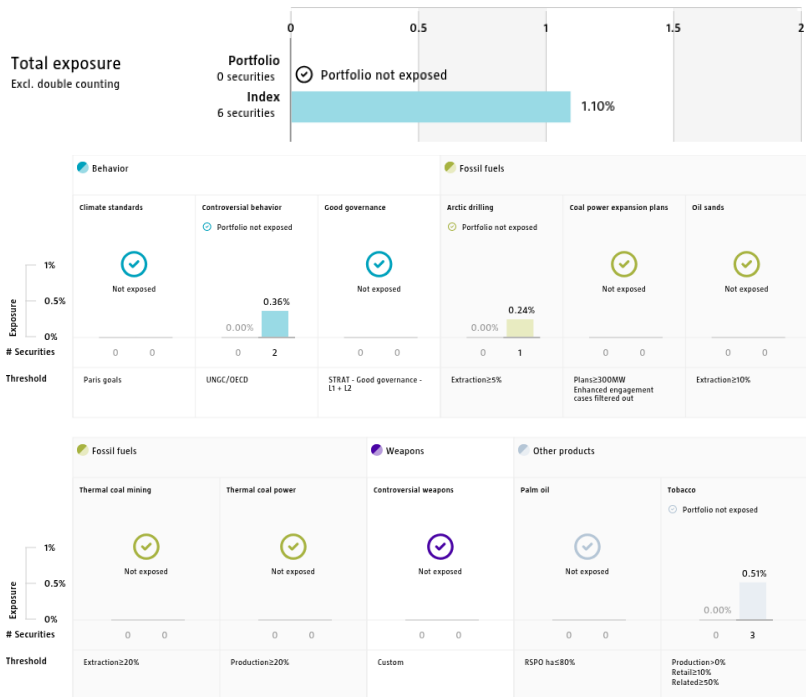 0 0.5 1 1.5 2
Total exposure
Excl. double counting
Portfolio
0 securities
Portfolio not exposed
Index
6 securities
1.10%
Behavior Fossil fuels
Climate standards Controversial behavior Good governance Arctic drilling Coal power expansion plans Oil sands
Portfolio not exposed Portfolio not exposed
Not exposed Not exposed Not exposed Not exposed
Exposure
1%
0.5%
0%
0.00% 0.36% 0.00% 0.24%
# Securities 0 0 0 2 0 0 0 1 0 0 0 0
Threshold Paris goals UNGC/OECD STRAT - Good governance - Extraction≥5% Plans≥300MW Extraction≥10%
L1 + L2 Enhanced engagement
cases filtered out
Fossil fuels Weapons Other products
Thermal coal mining Thermal coal power Controversial weapons Palm oil Tobacco
Portfolio not exposed
Not exposed Not exposed Not exposed Not exposed
Exposure
1%
0.5%
0%
0.00% 0.51%
# Securities 0 0 0 0 0 0 0 0 0 3
Threshold Extraction≥20% Production≥20% Custom RSPO ha≤80% Production>0%
Retail≥10%
Related≥50%